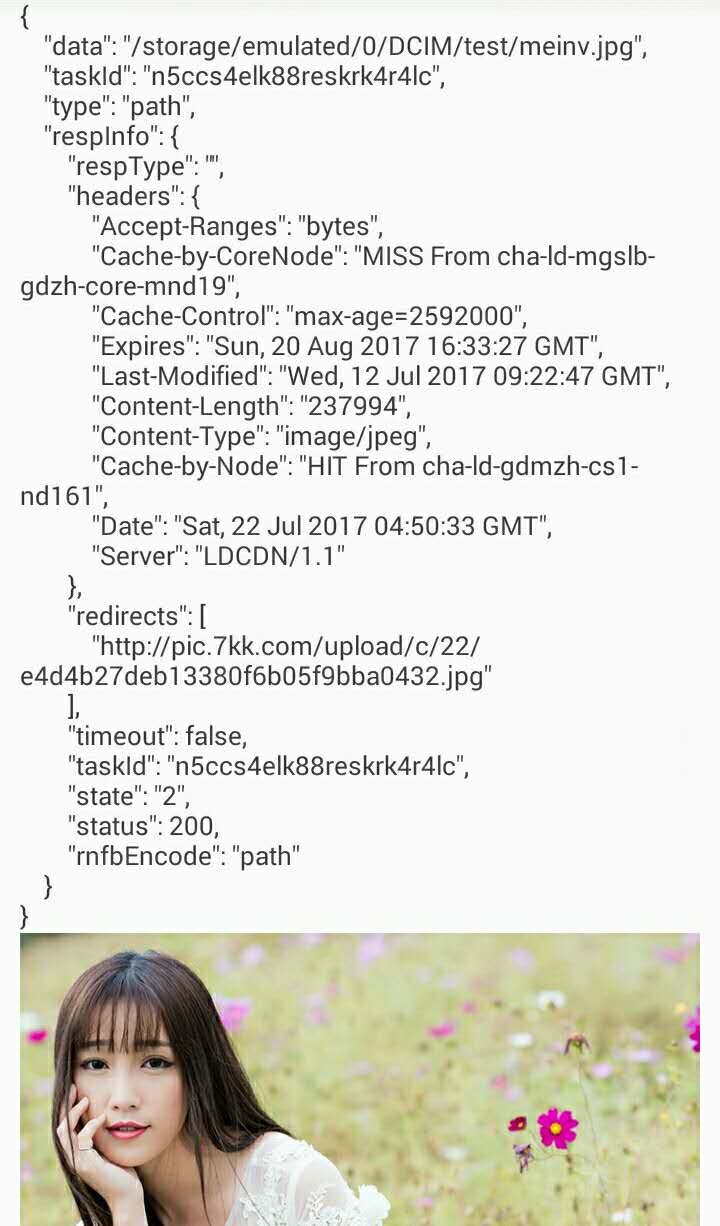 {
"data": "/storage/emulated/0/DCIM/test/meinv.jpg",
"taskId": "n5ccs4elk88reskrk4r4lc",
"type": "path",
"respInfo": {
"respType": "",
"headers": {
"Accept-Ranges": "bytes",
"Cache-by-CoreNode": "MISS From cha-ld-mgslb-
gdzh-core-mnd19",
"Cache-Control": "max-age=2592000",
"Expires": "Sun, 20 Aug 2017 16:33:27 GMT",
"Last-Modified": "Wed, 12 Jul 2017 09:22:47 GMT",
"Content-Length": "237994",
"Content-Type": "image/jpeg",
"Cache-by-Node": "HIT From cha-ld-gdmzh-cs1-
nd161",
"Date": "Sat, 22 Jul 2017 04:50:33 GMT",
"Server": "LDCDN/1.1"
},
"redirects": [
"http://pic.7kk.com/upload/c/22/
e4d4b27deb13380f6b05f9bba0432.jpg"
],
"timeout": false,
"taskId": "n5ccs4elk88reskrk4r4lc",
"state": "2",
"status": 200,
"rnfbEncode": "path"
}
}